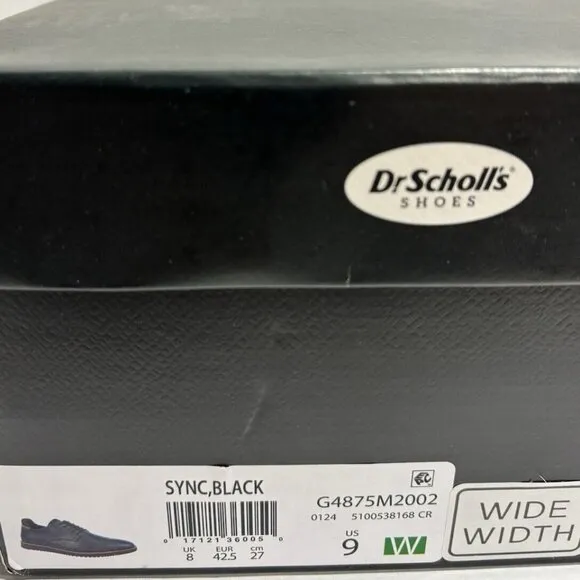 Dr.Scholl's®
SHOES
SYNC,BLACK
G4875M2002
0124 5100538168 CR
0 17121 36005 0
UK EUR cm
8 42.5 27
US
9
W
WIDE
WIDTH